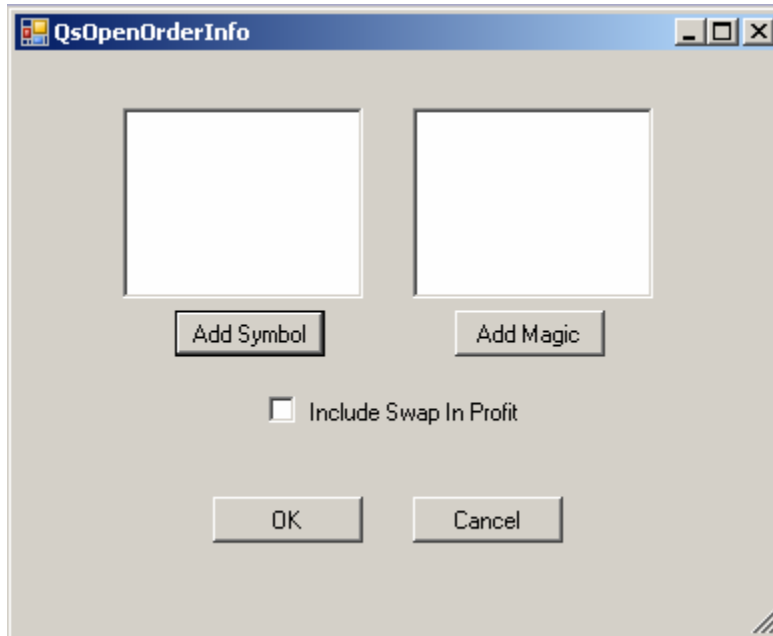 QsOpenOrderInfo
Add Symbol
Add Magic
Include Swap In Profit
OK
Cancel